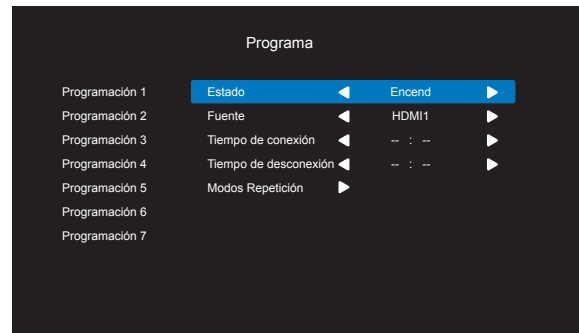 Programa
Programación 1 Estado Encend
Programación 2 Fuente HDMI1
Programación 3 Tiempo de conexión -- : --
Programación 4 Tiempo de desconexión -- : --
Programación 5 Modos Repetición
Programación 6
Programación 7